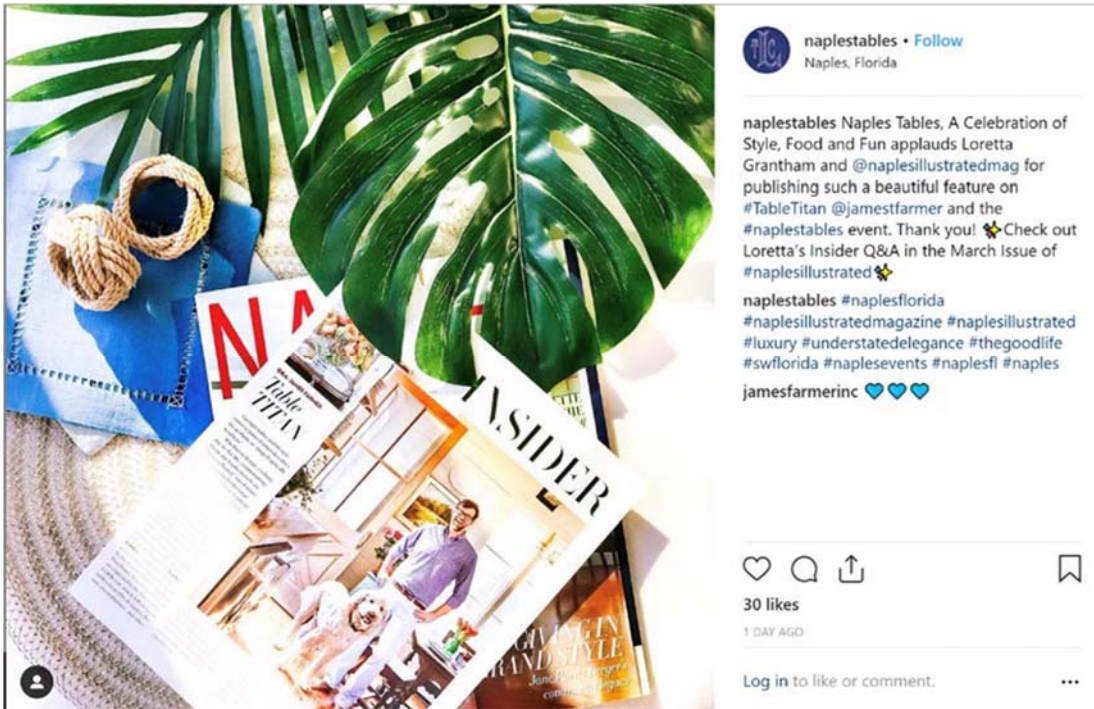 NA
Table
TITAN
INSIDER
GIVING IN
GRAND STYLE
naplestables • Follow
Naples, Florida
naplestables Naples Tables, A Celebration of
Style, Food and Fun applauds Loretta
Grantham and @naplesillustratedmag for
publishing such a beautiful feature on
#TableTitan @jamestfarmer and the
#naplestables event. Thank you! ✨Check out
Loretta's Insider Q&A in the March Issue of
#naplesillustrated✨
naplestables #naplesflorida
#naplesillustratedmagazine #naplesillustrated
#luxury #understatedelegance #thegoodlife
#swflorida #naplesevents #naplesfl #naples
jamesfarmerinc 💙💙💙
30 likes
1 DAY AGO
Log in to like or comment.